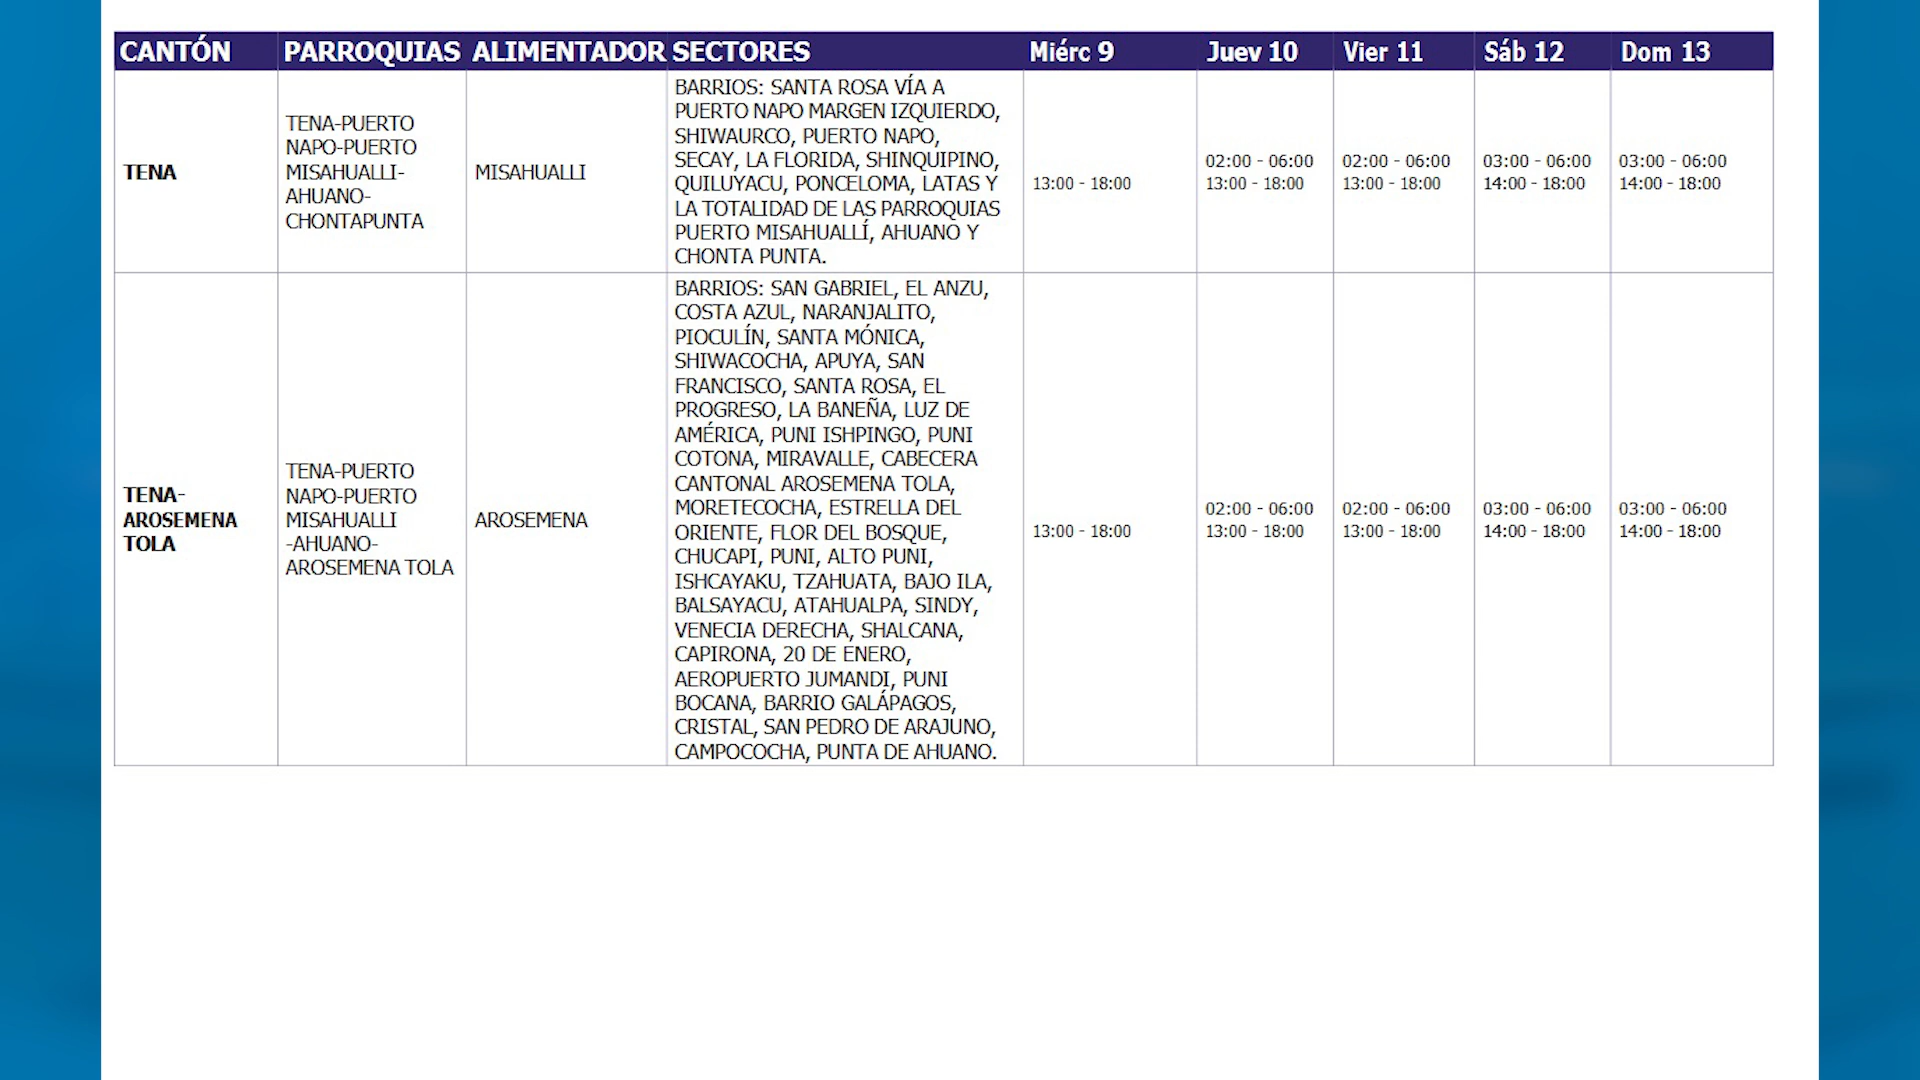 CANTÓN PARROQUIAS ALIMENTADOR SECTORES Miérc 9 Juev 10 Vier 11 Sáb 12 Dom 13
TENA
TENA-PUERTO
NAPO-PUERTO
MISAHUALLI-
AHUANO-
CHONTAPUNTA
MISAHUALLI
BARRIOS: SANTA ROSA VÍA A
PUERTO NAPO MARGEN IZQUIERDO,
SHIWAURCO, PUERTO NAPO,
SECAY, LA FLORIDA, SHINQUIPINO,
QUILUYACU, PONCELOMA, LATAS Y
LA TOTALIDAD DE LAS PARROQUIAS
PUERTO MISAHUALLÍ, AHUANO Y
CHONTA PUNTA.
13:00 - 18:00
02:00 - 06:00
13:00 - 18:00
02:00 - 06:00
13:00 - 18:00
03:00 - 06:00
14:00 - 18:00
03:00 - 06:00
14:00 - 18:00
TENA-
AROSEMENA
TOLA
TENA-PUERTO
NAPO-PUERTO
MISAHUALLI
-AHUANO-
AROSEMENA TOLA
AROSEMENA
BARRIOS: SAN GABRIEL, EL ANZU,
COSTA AZUL, NARANJALITO,
PIOCULÍN, SANTA MÓNICA,
SHIWACOCHA, APUYA, SAN
FRANCISCO, SANTA ROSA, EL
PROGRESO, LA BANEÑA, LUZ DE
AMÉRICA, PUNI ISHPINGO, PUNI
COTONA, MIRAVALLE, CABECERA
CANTONAL AROSEMENA TOLA,
MORETECOCHA, ESTRELLA DEL
ORIENTE, FLOR DEL BOSQUE,
CHUCAPI, PUNI, ALTO PUNI,
ISHCAYAKU, TZAHUATA, BAJO ILA,
BALSAYACU, ATAHUALPA, SINDY,
VENECIA DERECHA, SHALCANA,
CAPIRONA, 20 DE ENERO,
AEROPUERTO JUMANDI, PUNI
BOCANA, BARRIO GALÁPAGOS,
CRISTAL, SAN PEDRO DE ARAJUNO,
CAMPOCOCHA, PUNTA DE AHUANO.
13:00 - 18:00
02:00 - 06:00
13:00 - 18:00
02:00 - 06:00
13:00 - 18:00
03:00 - 06:00
14:00 - 18:00
03:00 - 06:00
14:00 - 18:00